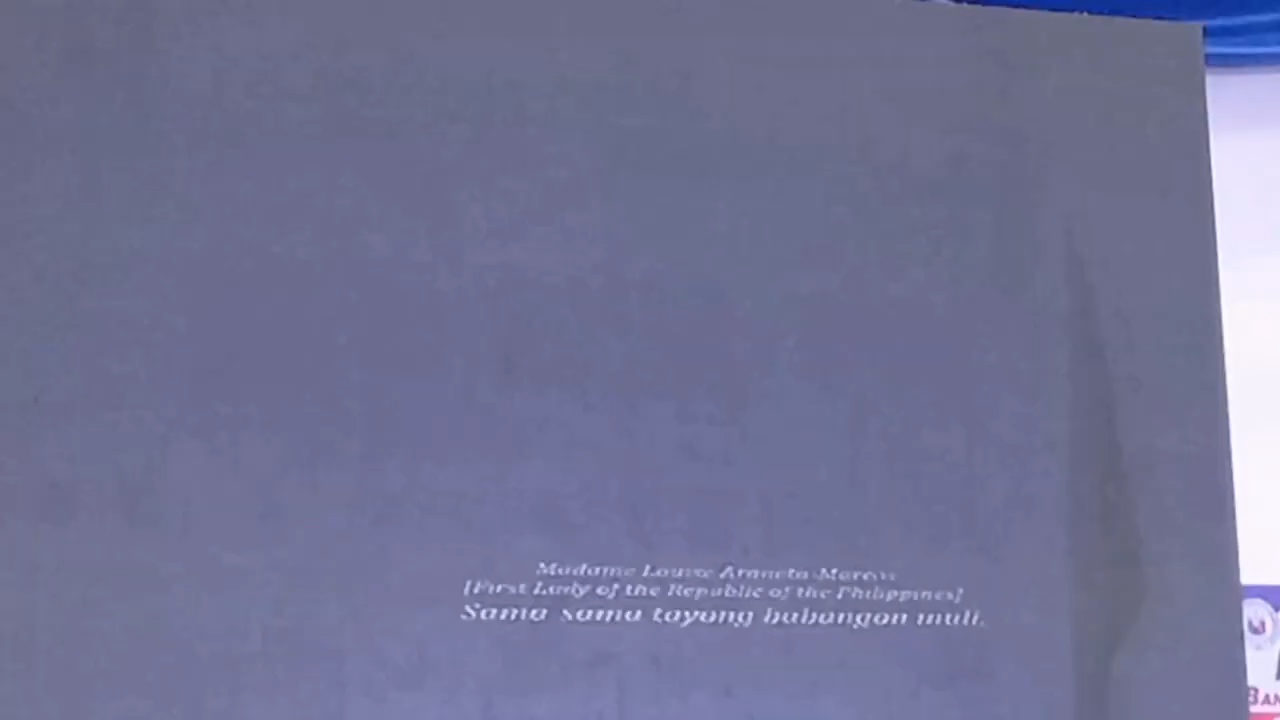 Madame Louise Araneta-Marcos
[First Lady of the Republic of the Philippines]
Sama sama tayong babangon muli.